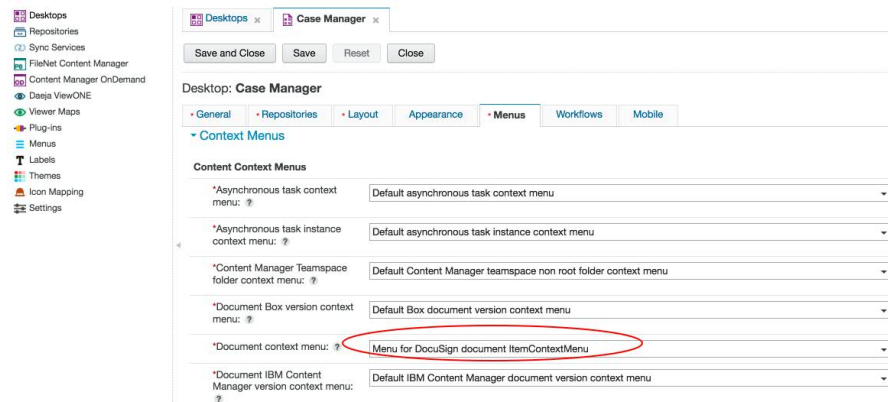 Desktops
Repositories
Sync Services
FileNet Content Manager
Content Manager OnDemand
Daeja ViewONE
Viewer Maps
Plug-ins
Menus
Labels
Themes
Icon Mapping
Settings
Desktops x Case Manager x
Save and Close Save Reset Close
Desktop: Case Manager
• General • Repositories • Layout Appearance • Menus Workflows Mobile
Context Menus
Content Context Menus
*Asynchronous task context
menu: ?
Default asynchronous task context menu
*Asynchronous task instance
context menu: ?
Default asynchronous task instance context menu
*Content Manager Teamspace
folder context menu: ?
Default Content Manager teamspace non root folder context menu
*Document Box version context
menu: ?
Default Box document version context menu
*Document context menu: ?
Menu for DocuSign document ItemContextMenu
*Document IBM Content
Manager version context menu:
?
Default IBM Content Manager document version context menu